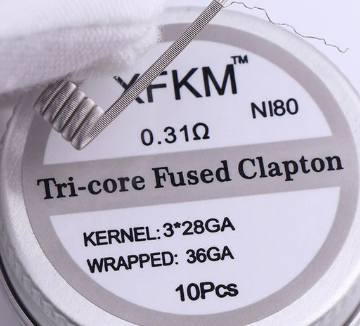 XFKM™
0.31Ω
NI80
Tri-core Fused Clapton
KERNEL:3*28GA
WRAPPED: 36GA
10Pcs